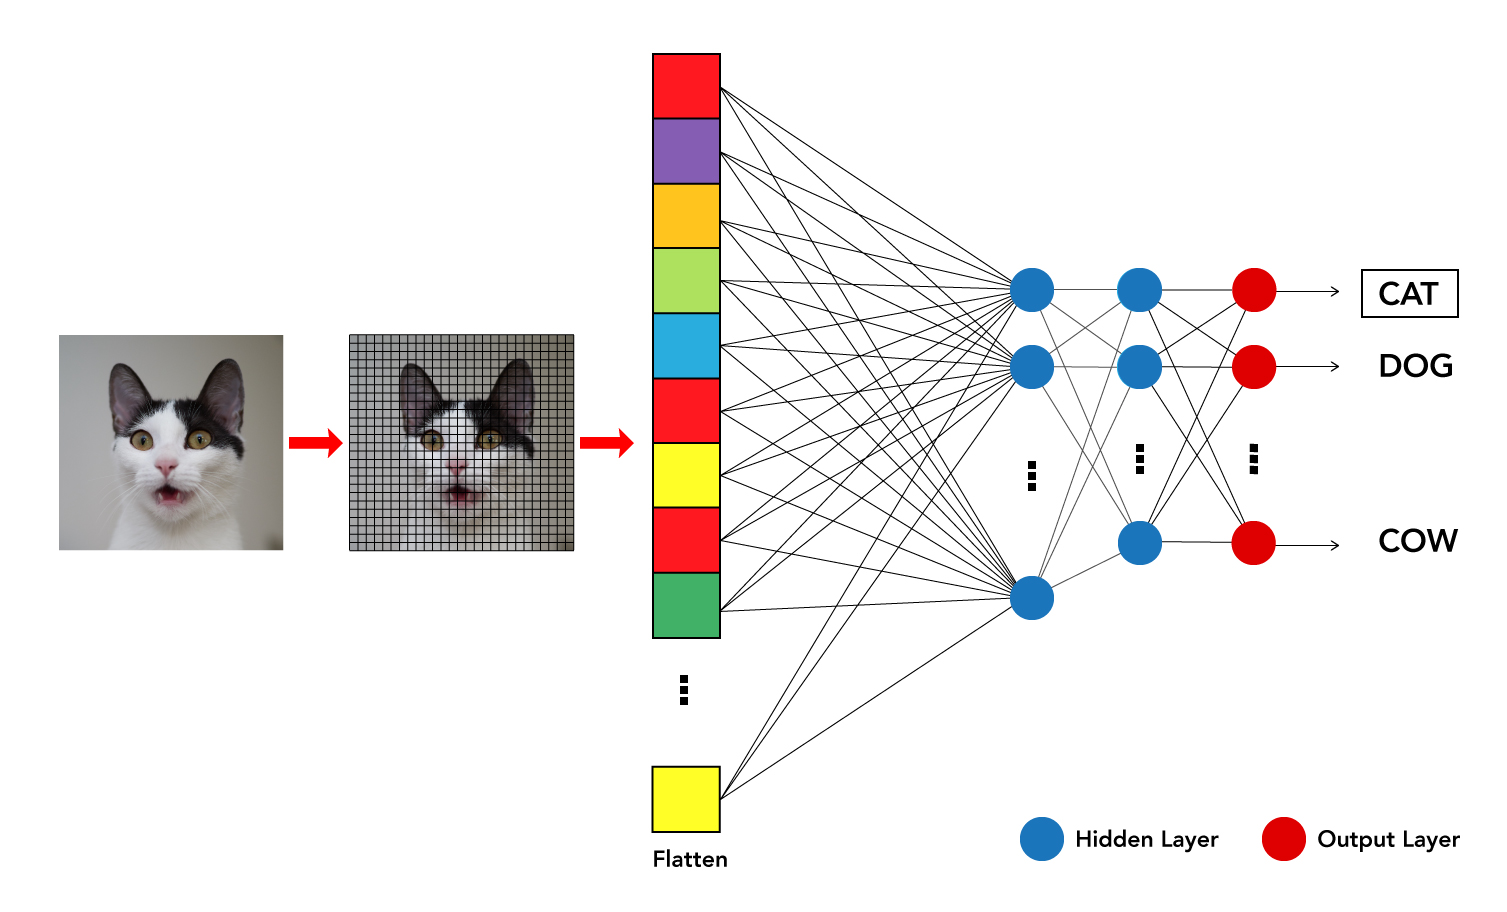 CAT
DOG
COW
Flatten
Hidden Layer
Output Layer